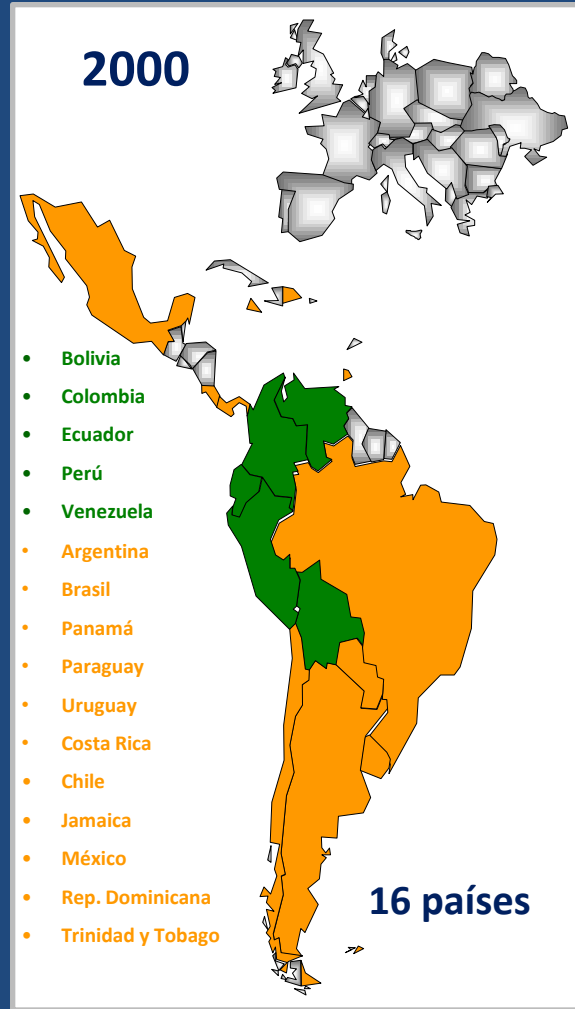 2000
• Bolivia
• Colombia
• Ecuador
• Perú
• Venezuela
• Argentina
• Brasil
• Panamá
• Paraguay
• Uruguay
• Costa Rica
• Chile
• Jamaica
• México
• Rep. Dominicana
• Trinidad y Tobago
16 países